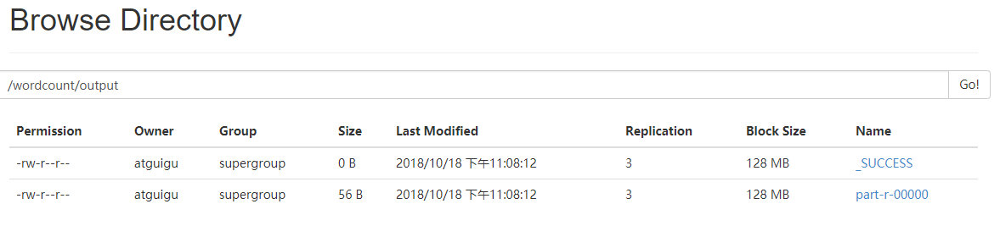 Browse Directory
/wordcount/output Go!
Permission Owner Group Size Last Modified Replication Block Size Name
-rw-r--r-- atguigu supergroup 0 B 2018/10/18 下午11:08:12 3 128 MB _SUCCESS
-rw-r--r-- atguigu supergroup 56 B 2018/10/18 下午11:08:12 3 128 MB part-r-00000